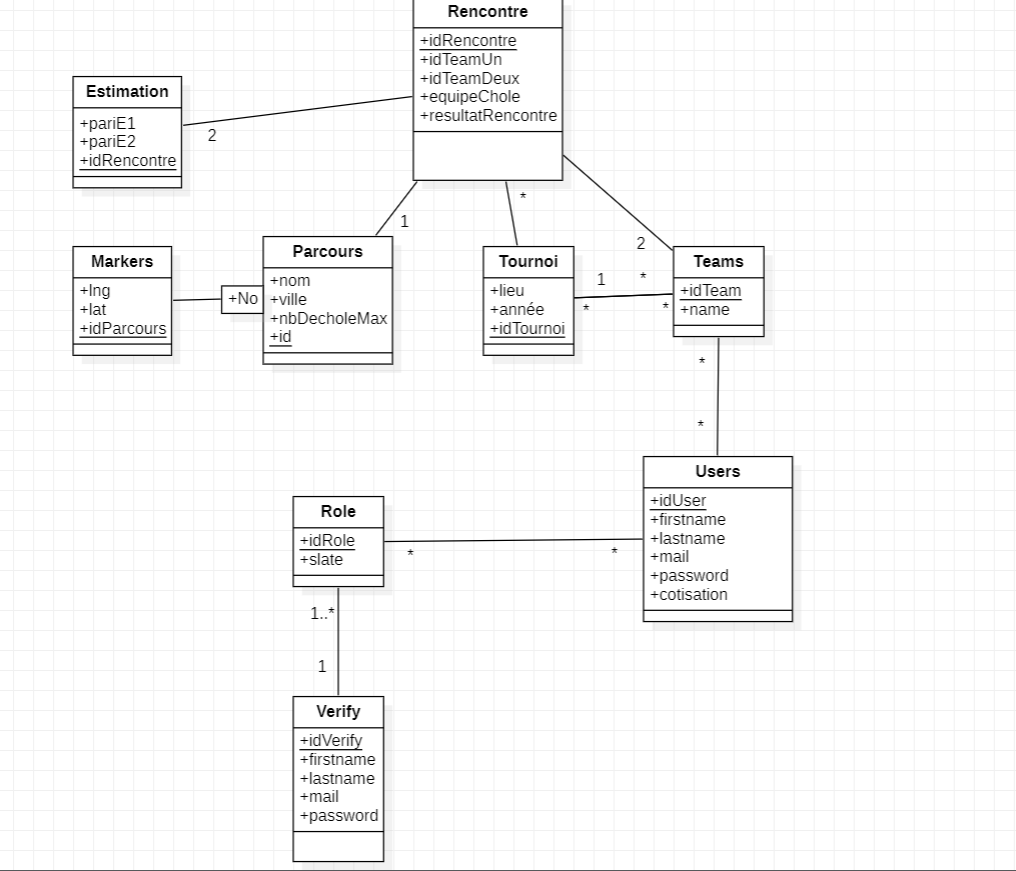 Rencontre
+idRencontre
+idTeamUn
+idTeamDeux
+equipeChole
+resultatRencontre
Estimation
+pariE1
+pariE2
+idRencontre
2
1
*
2
Markers
+lng
+lat
+idParcours
+No
Parcours
+nom
+ville
+nbDecholeMax
+id
Tournoi
+lieu
+année
+idTournoi
1
*
*
*
Teams
+idTeam
+name
*
*
Users
+idUser
+firstname
+lastname
+mail
+password
+cotisation
Role
+idRole
+slate
*
*
1..*
1
Verify
+idVerify
+firstname
+lastname
+mail
+password